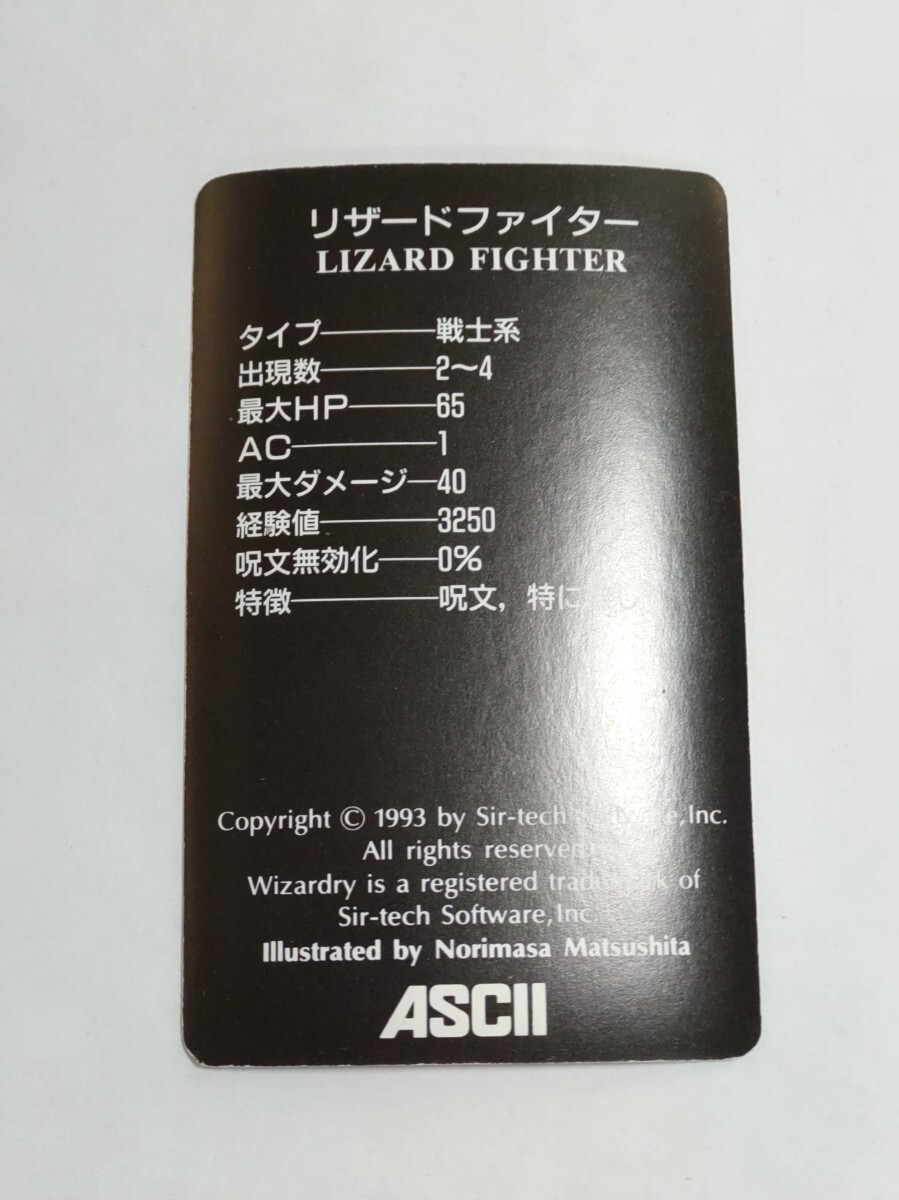 リザードファイター
LIZARD FIGHTER
タイプ————戦士系
出現数————2〜4
最大HP———65
AC—————1
最大ダメージ—40
経験値————3250
呪文無効化——0%
特徴—————呪文，特に
Copyright © 1993 by Sir-tech Inc.
All rights reserved
Wizardry is a registered of
Sir-tech Software,Inc.
Illustrated by Norimasa Matsushita
ASCII